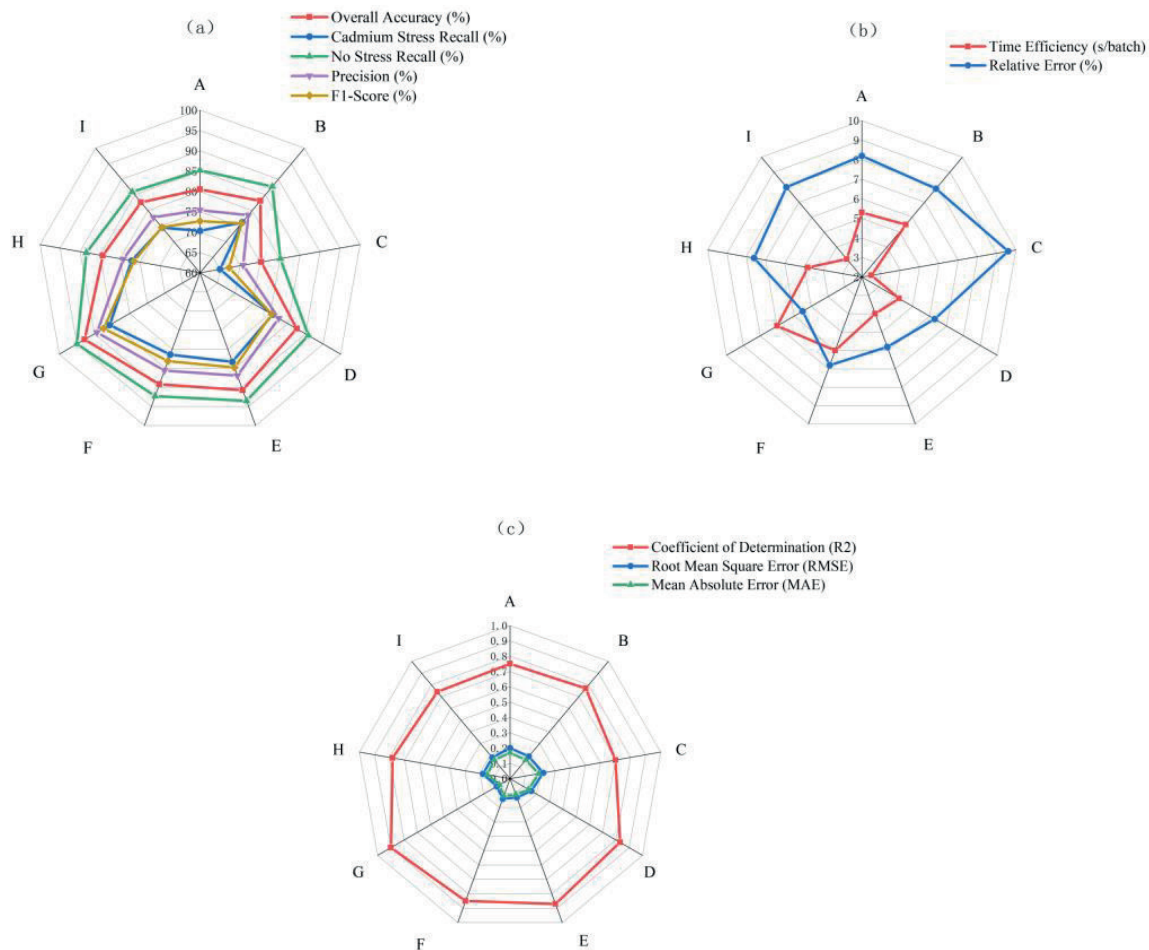 (a)
Overall Accuracy (%)
Cadmium Stress Recall (%)
No Stress Recall (%)
Precision (%)
F1-Score (%)
A
B
C
D
E
F
G
H
I
100
95
90
85
80
75
70
65
60
(b)
Time Efficiency (s/batch)
Relative Error (%)
A
B
C
D
E
F
G
H
I
10
9
8
7
6
5
4
3
2
(c)
Coefficient of Determination (R2)
Root Mean Square Error (RMSE)
Mean Absolute Error (MAE)
A
B
C
D
E
F
G
H
I
1.0
0.9
0.8
0.7
0.6
0.5
0.4
0.3
0.2
0.1
0.0